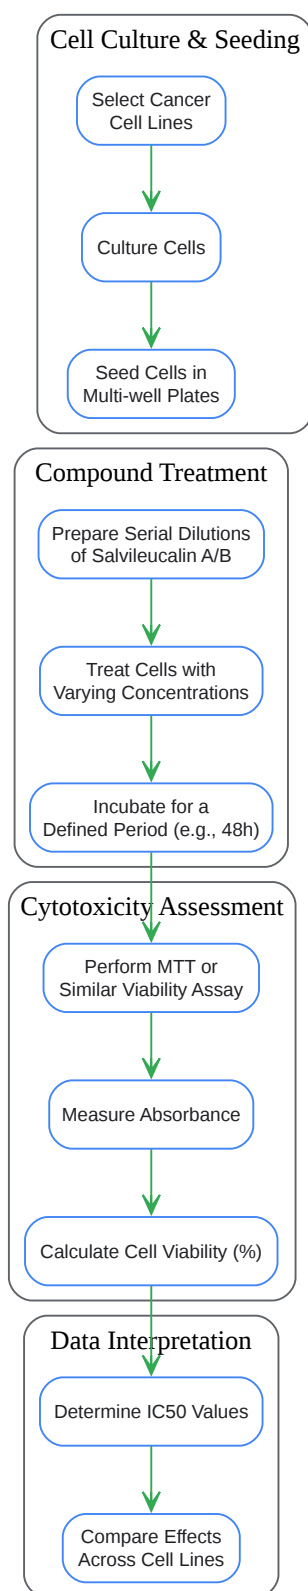 Cell Culture & Seeding
Select Cancer
Cell Lines
Culture Cells
Seed Cells in
Multi-well Plates
Compound Treatment
Prepare Serial Dilutions
of Salvileucalin A/B
Treat Cells with
Varying Concentrations
Incubate for a
Defined Period (e.g., 48h)
Cytotoxicity Assessment
Perform MTT or
Similar Viability Assay
Measure Absorbance
Calculate Cell Viability (%)
Data Interpretation
Determine IC50 Values
Compare Effects
Across Cell Lines